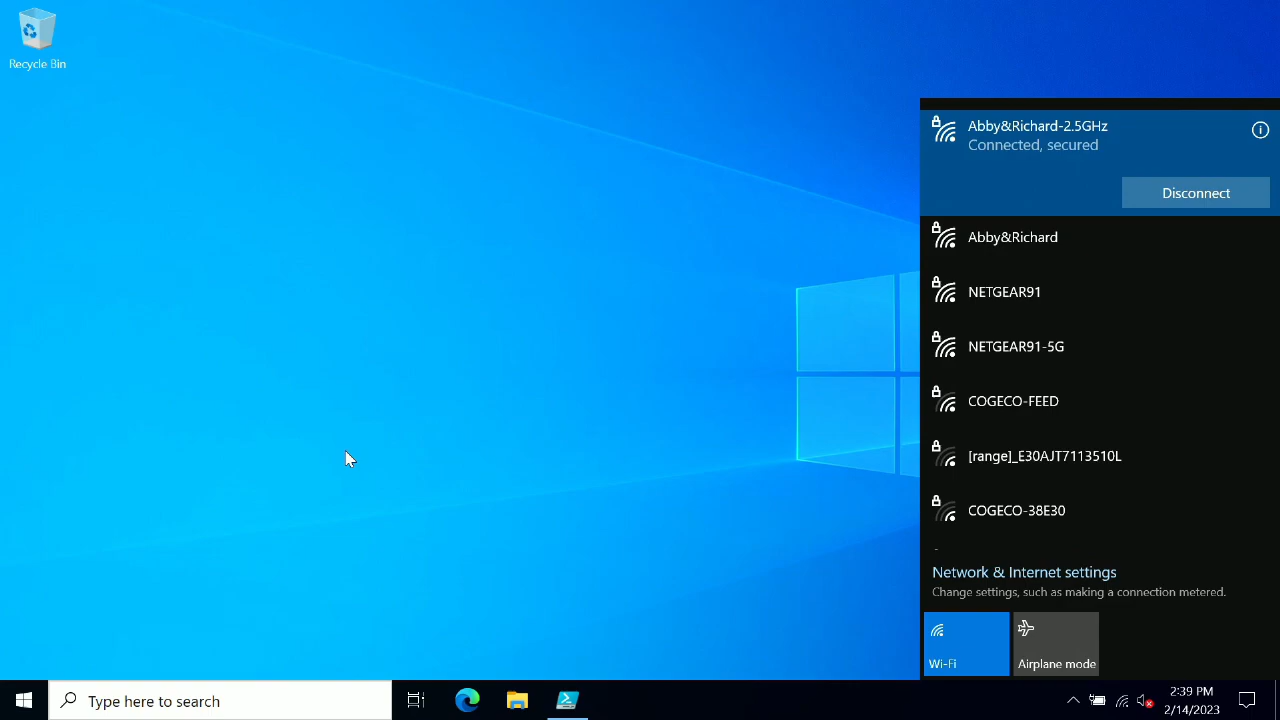 Recycle Bin
Abby&Richard-2.5GHz
Connected, secured
Disconnect
Abby&Richard
NETGEAR91
NETGEAR91-5G
COGECO-FEED
[range]_E30AJT7113510L
COGECO-38E30
Network & Internet settings
Change settings, such as making a connection metered.
Wi-Fi
Airplane mode
Type here to search
2:39 PM
2/14/2023